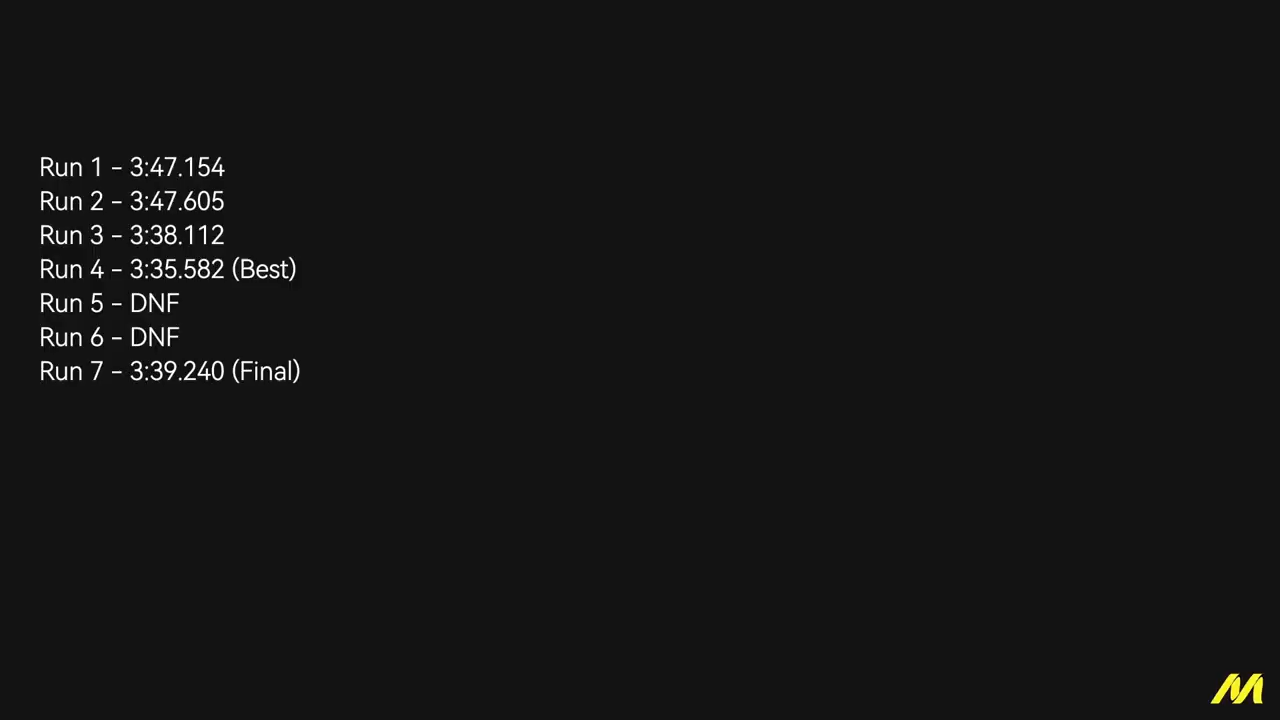 Run 1 - 3:47.154
Run 2 - 3:47.605
Run 3 - 3:38.112
Run 4 - 3:35.582 (Best)
Run 5 - DNF
Run 6 - DNF
Run 7 - 3:39.240 (Final)